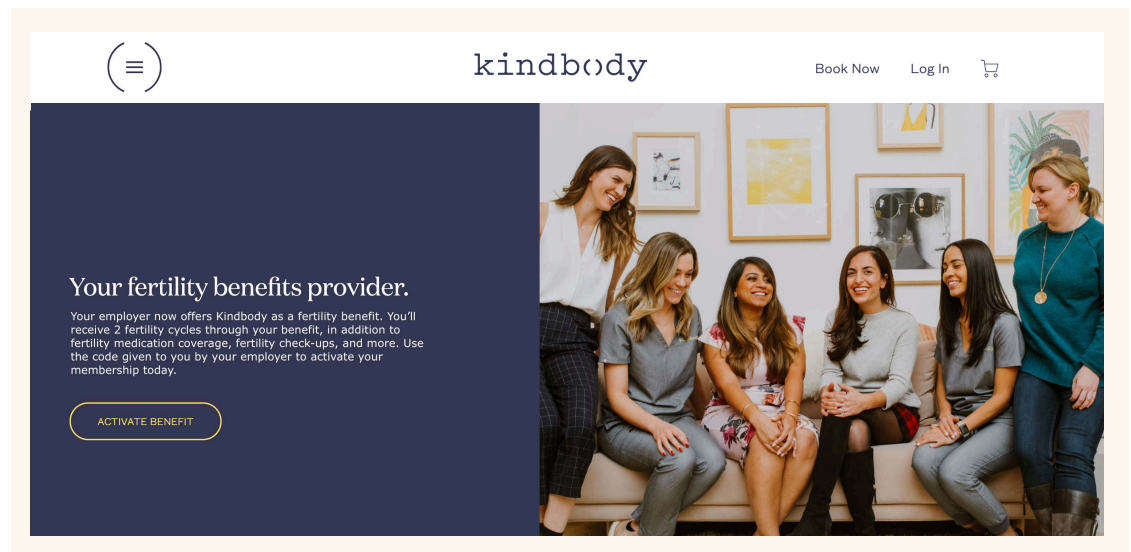 kindbody
Book Now
Log In
Your fertility benefits provider.
Your employer now offers Kindbody as a fertility benefit. You’ll
receive 2 fertility cycles through your benefit, in addition to
fertility medication coverage, fertility check-ups, and more. Use
the code given to you by your employer to activate your
membership today.
ACTIVATE BENEFIT